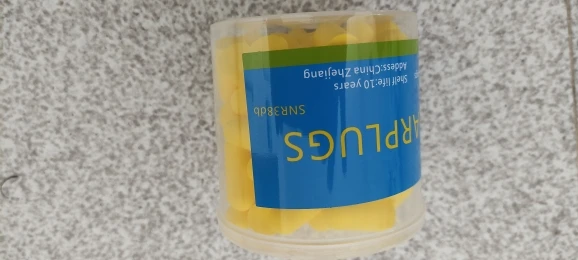 ARPLUGS
SNR38db
Shelf life:10 years
Addess:China Zhejiang